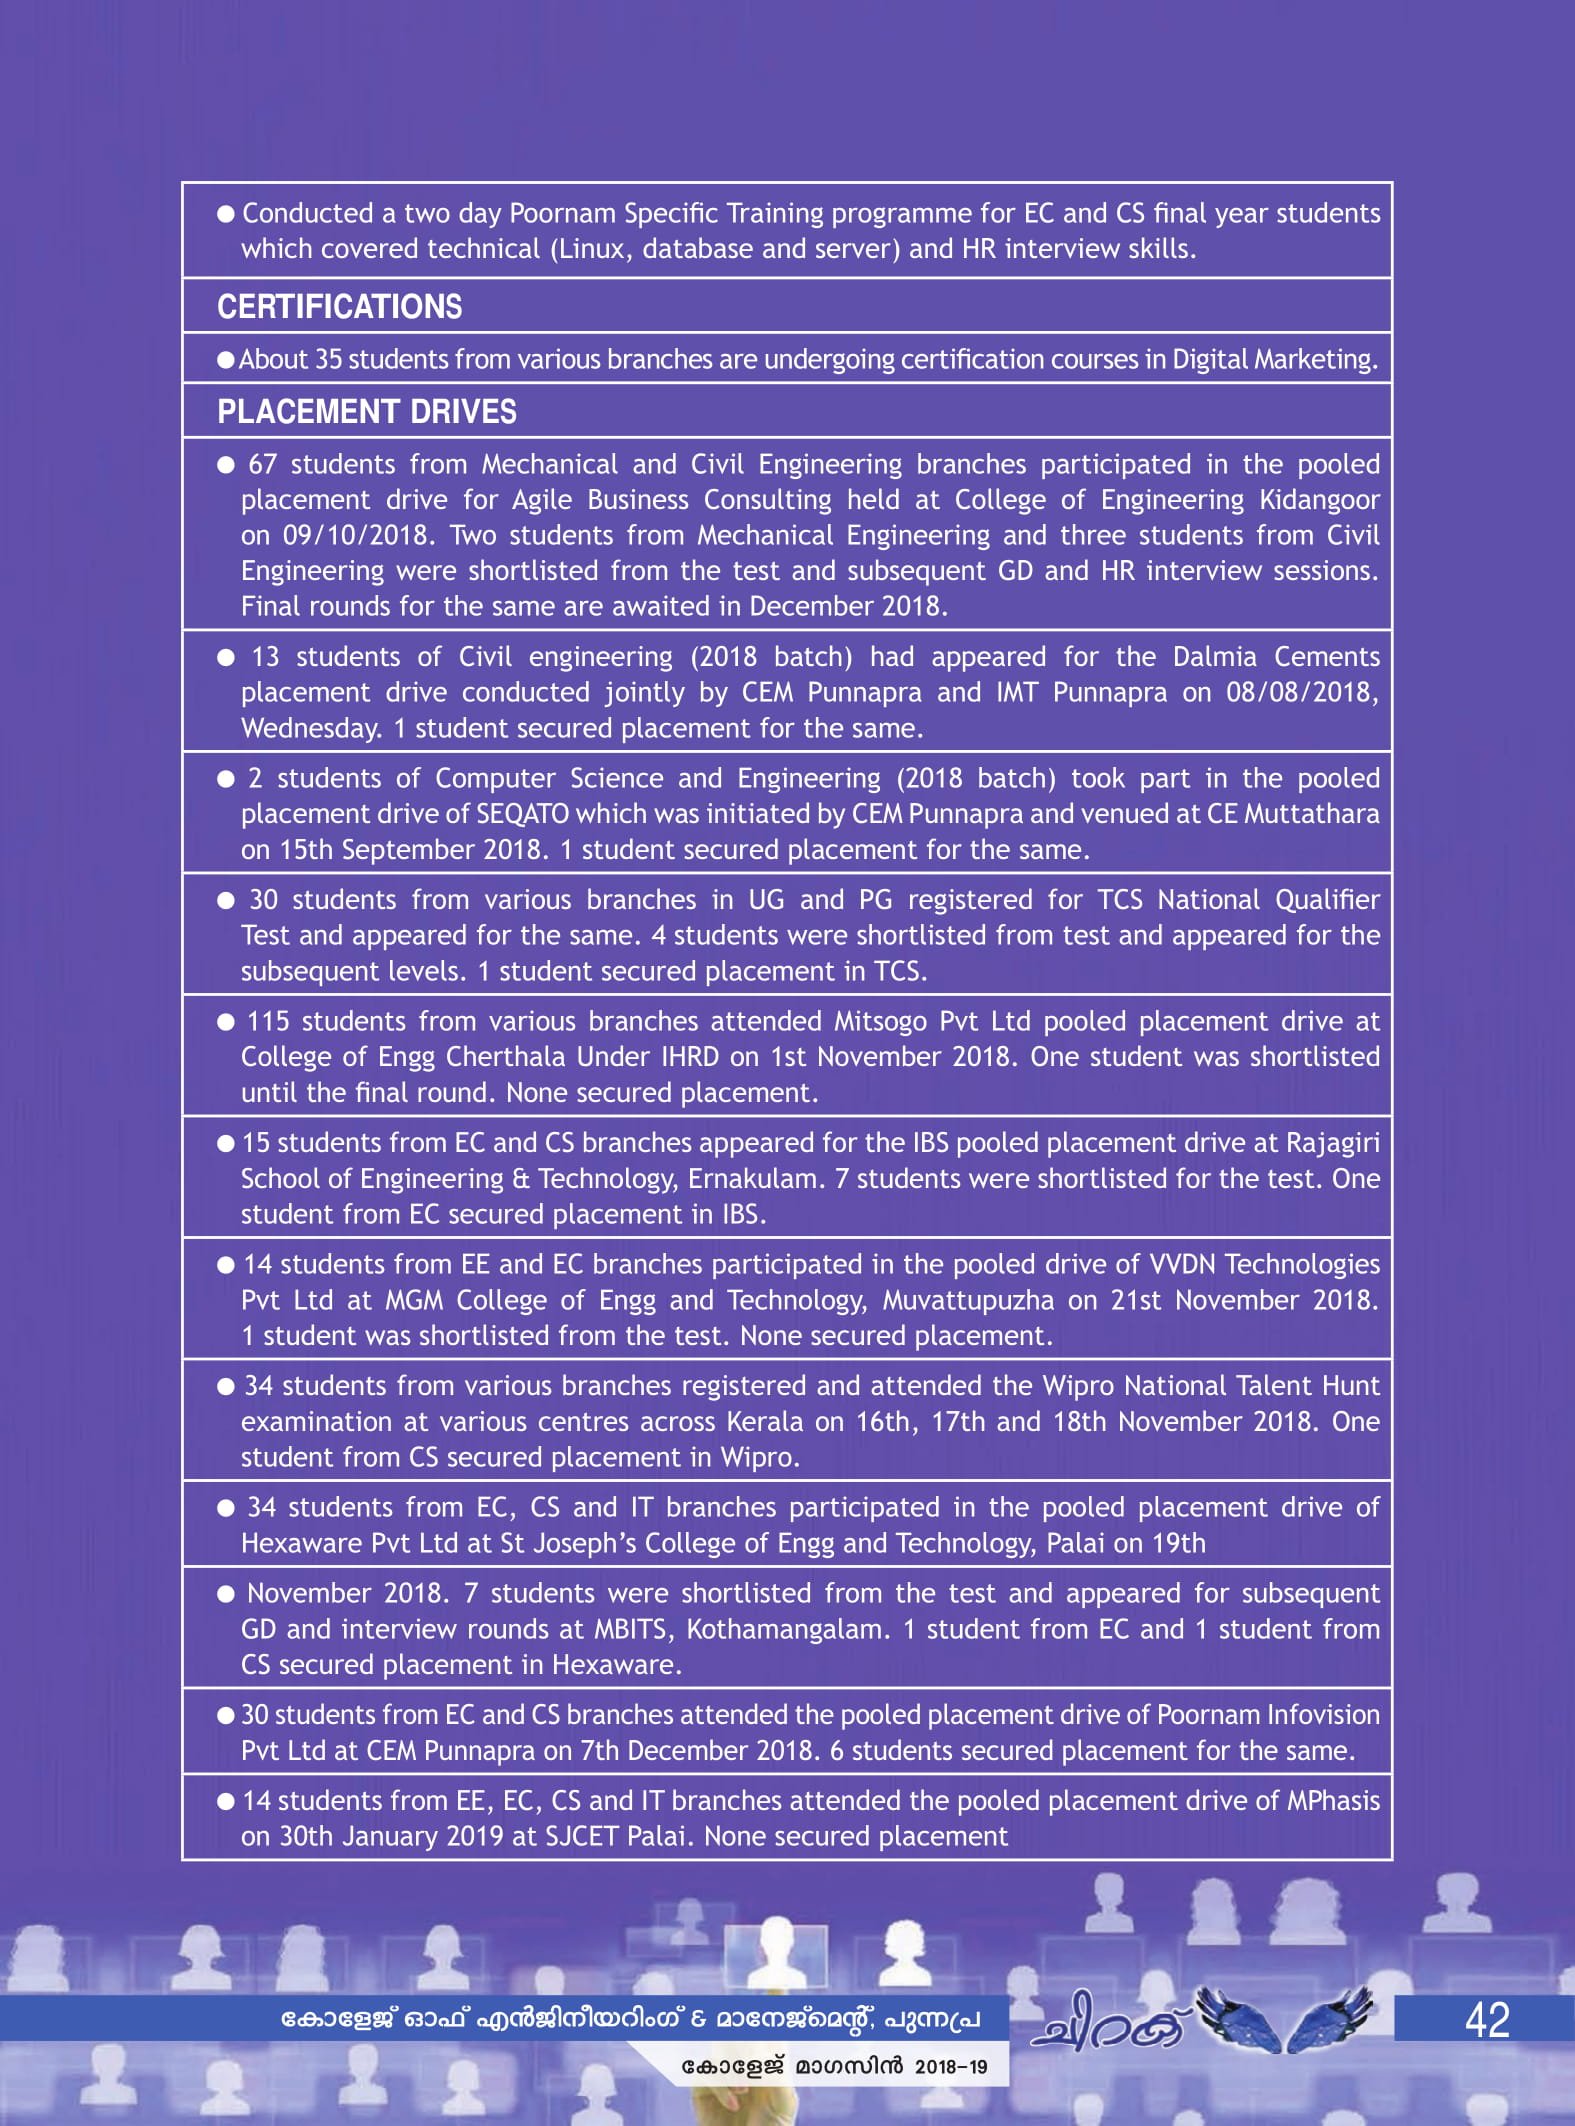 ● Conducted a two day Poornam Specific Training programme for EC and CS final year students
which covered technical (Linux, database and server) and HR interview skills.
CERTIFICATIONS
● About 35 students from various branches are undergoing certification courses in Digital Marketing.
PLACEMENT DRIVES
● 67 students from Mechanical and Civil Engineering branches participated in the pooled
placement drive for Agile Business Consulting held at College of Engineering Kidangoor
on 09/10/2018. Two students from Mechanical Engineering and three students from Civil
Engineering were shortlisted from the test and subsequent GD and HR interview sessions.
Final rounds for the same are awaited in December 2018.
● 13 students of Civil engineering (2018 batch) had appeared for the Dalmia Cements
placement drive conducted jointly by CEM Punnapra and IMT Punnapra on 08/08/2018,
Wednesday. 1 student secured placement for the same.
● 2 students of Computer Science and Engineering (2018 batch) took part in the pooled
placement drive of SEQATO which was initiated by CEM Punnapra and venued at CE Muttathara
on 15th September 2018. 1 student secured placement for the same.
● 30 students from various branches in UG and PG registered for TCS National Qualifier
Test and appeared for the same. 4 students were shortlisted from test and appeared for the
subsequent levels. 1 student secured placement in TCS.
● 115 students from various branches attended Mitsogo Pvt Ltd pooled placement drive at
College of Engg Cherthala Under IHRD on 1st November 2018. One student was shortlisted
until the final round. None secured placement.
● 15 students from EC and CS branches appeared for the IBS pooled placement drive at Rajagiri
School of Engineering & Technology, Ernakulam. 7 students were shortlisted for the test. One
student from EC secured placement in IBS.
● 14 students from EE and EC branches participated in the pooled drive of VVDN Technologies
Pvt Ltd at MGM College of Engg and Technology, Muvattupuzha on 21st November 2018.
1 student was shortlisted from the test. None secured placement.
● 34 students from various branches registered and attended the Wipro National Talent Hunt
examination at various centres across Kerala on 16th, 17th and 18th November 2018. One
student from CS secured placement in Wipro.
● 34 students from EC, CS and IT branches participated in the pooled placement drive of
Hexaware Pvt Ltd at St Joseph’s College of Engg and Technology, Palai on 19th
● November 2018. 7 students were shortlisted from the test and appeared for subsequent
GD and interview rounds at MBITS, Kothamangalam. 1 student from EC and 1 student from
CS secured placement in Hexaware.
● 30 students from EC and CS branches attended the pooled placement drive of Poornam Infovision
Pvt Ltd at CEM Punnapra on 7th December 2018. 6 students secured placement for the same.
● 14 students from EE, EC, CS and IT branches attended the pooled placement drive of MPhasis
on 30th January 2019 at SJCET Palai. None secured placement
കോളേജ് ഓഫ് എൻജിനീയറിംഗ് & മാനേജ്മെന്റ്, പുന്നപ്ര
ചിറക്
42
കോളേജ് മാഗസിൻ 2018-19